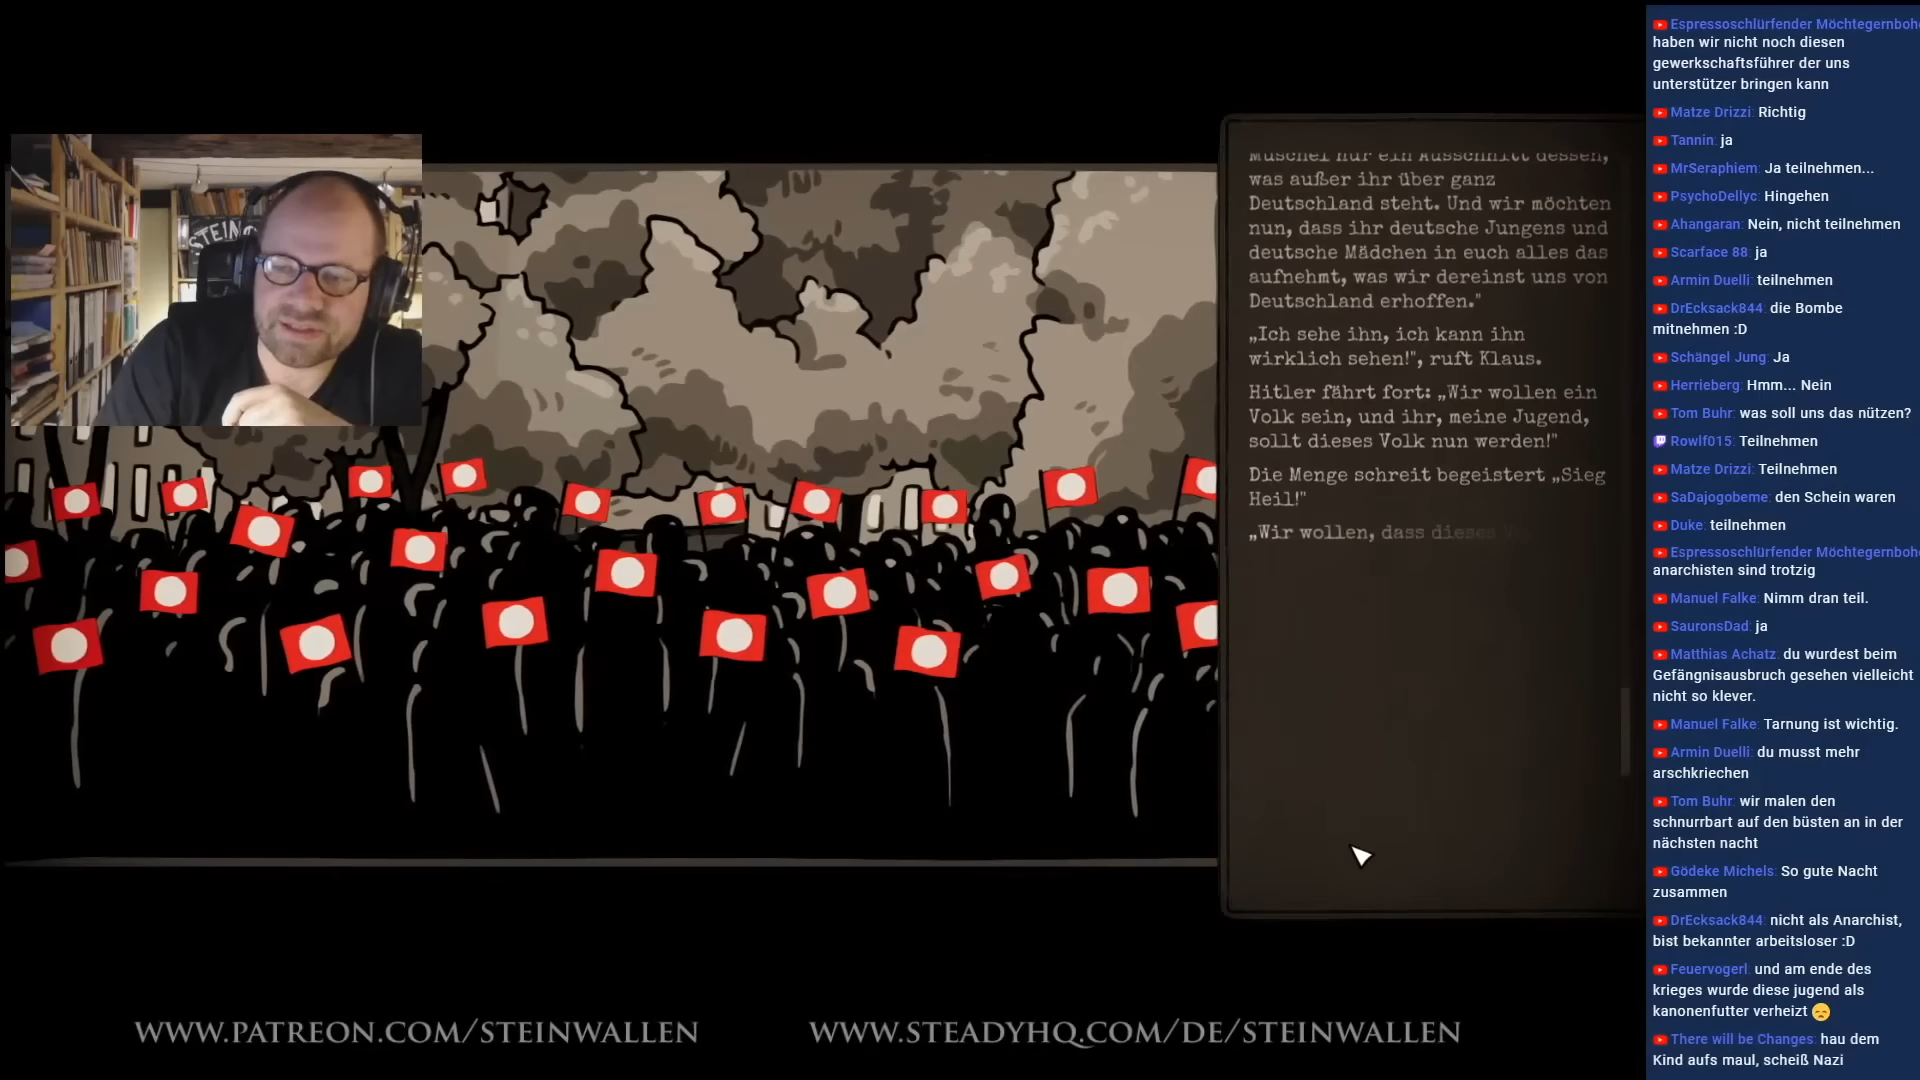 STEIN
Muschel nur ein Ausschnitt dessen,
was außer ihr über ganz
Deutschland steht. Und wir möchten
nun, dass ihr deutsche Jungens und
deutsche Mädchen in euch alles das
aufnehmt, was wir dereinst uns von
Deutschland erhoffen."
„Ich sehe ihn, ich kann ihn
wirklich sehen!", ruft Klaus.
Hitler fährt fort: „Wir wollen ein
Volk sein, und ihr, meine Jugend,
sollt dieses Volk nun werden!"
Die Menge schreit begeistert „Sieg
Heil!"
„Wir wollen, dass dieses
WWW.PATREON.COM/STEINWALLEN
WWW.STEADYHQ.COM/DE/STEINWALLEN
Espressoschlürfender Möchtegernbohe
haben wir nicht noch diesen
gewerkschaftsführer der uns
unterstützer bringen kann
Matze Drizzi: Richtig
Tannin: ja
MrSeraphiem: Ja teilnehmen...
PsychoDellyc: Hingehen
Ahangaran: Nein, nicht teilnehmen
Scarface 88: ja
Armin Duelli: teilnehmen
DrEcksack844: die Bombe
mitnehmen :D
Schängel Jung: Ja
Herrieberg: Hmm... Nein
Tom Buhr: was soll uns das nützen?
Rowlf015: Teilnehmen
Matze Drizzi: Teilnehmen
SaDajogobeme: den Schein waren
Duke: teilnehmen
Espressoschlürfender Möchtegernbohe
anarchisten sind trotzig
Manuel Falke: Nimm dran teil.
SauronsDad: ja
Matthias Achatz: du wurdest beim
Gefängnisausbruch gesehen vielleicht
nicht so klever.
Manuel Falke: Tarnung ist wichtig.
Armin Duelli: du musst mehr
arschkriechen
Tom Buhr: wir malen den
schnurrbart auf den büsten an in der
nächsten nacht
Gödeke Michels: So gute Nacht
zusammen
DrEcksack844: nicht als Anarchist,
bist bekannter arbeitsloser :D
Feuervogerl: und am ende des
krieges wurde diese jugend als
kanonenfutter verheizt 😞
There will be Changes: hau dem
Kind aufs maul, scheiß Nazi